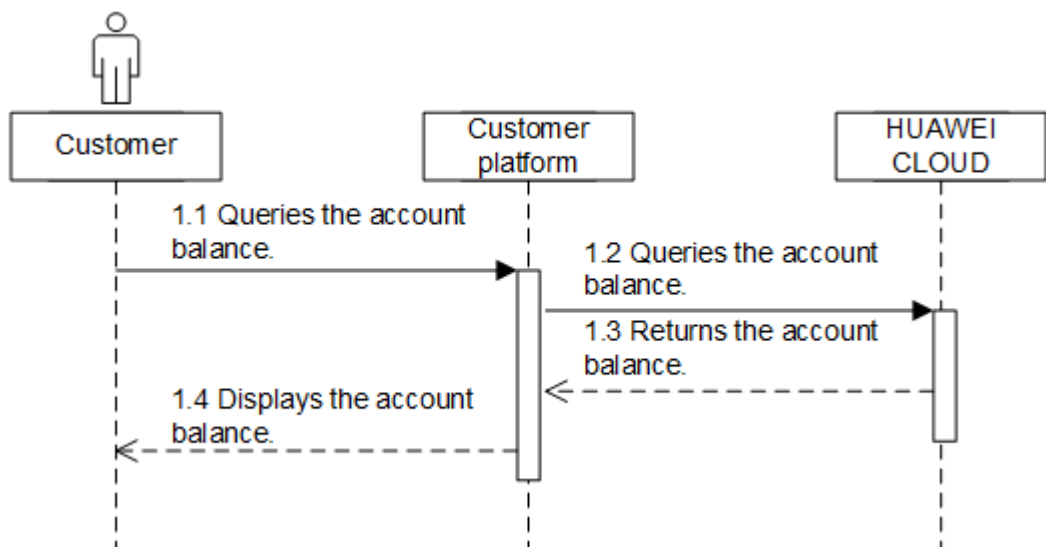 Customer
Customer
platform
HUAWEI
CLOUD
1.1 Queries the account
balance.
1.2 Queries the account
balance.
1.3 Returns the account
balance.
1.4 Displays the account
balance.